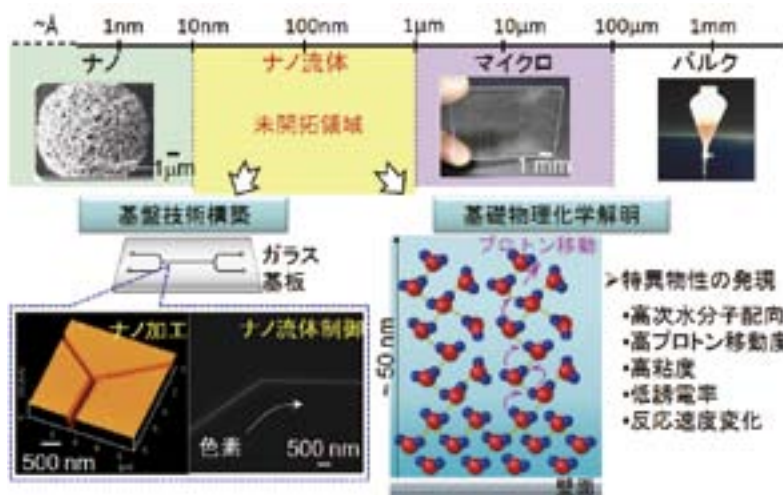 ~Å 1nm 10nm 100nm 1μm 10μm 100μm 1mm
ナノ ナノ流体 マイクロ バルク
未開拓領域
1μm 1mm
基盤技術構築 基礎物理化学解明
ガラス
基板
プロトン移動
➢特異物性の発現
•高次水分子配向
•高プロトン移動度
•高粘度
•低誘電率
•反応速度変化
~50 nm
ナノ加工 ナノ流体制御
色素
500 nm 500 nm
壁面